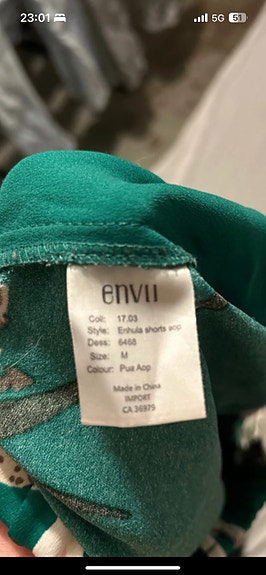 23:01
5G 51
envii
Coll: 17.03
Style: Enhula shorts aop
Dess: 6468
Size: M
Colour: Pua Aop
Made in China
IMPORT
CA 36975